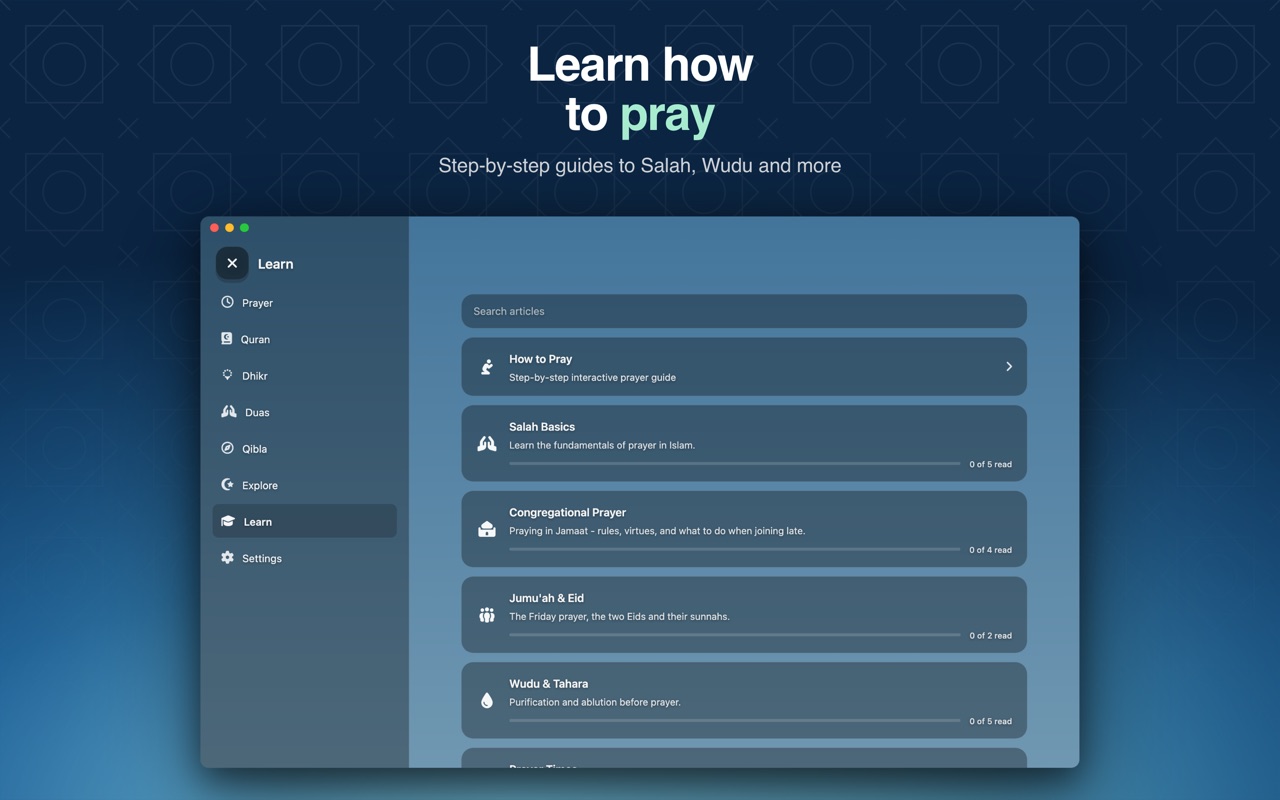 Learn how
to pray
Step-by-step guides to Salah, Wudu and more
Learn
Prayer
Quran
Dhikr
Duas
Qibla
Explore
Learn
Settings
Search articles
How to Pray
Step-by-step interactive prayer guide
Salah Basics
Learn the fundamentals of prayer in Islam.
0 of 5 read
Congregational Prayer
Praying in Jamaat - rules, virtues, and what to do when joining late.
0 of 4 read
Jumu'ah & Eid
The Friday prayer, the two Eids and their sunnahs.
0 of 2 read
Wudu & Tahara
Purification and ablution before prayer.
0 of 5 read
Prayer Times